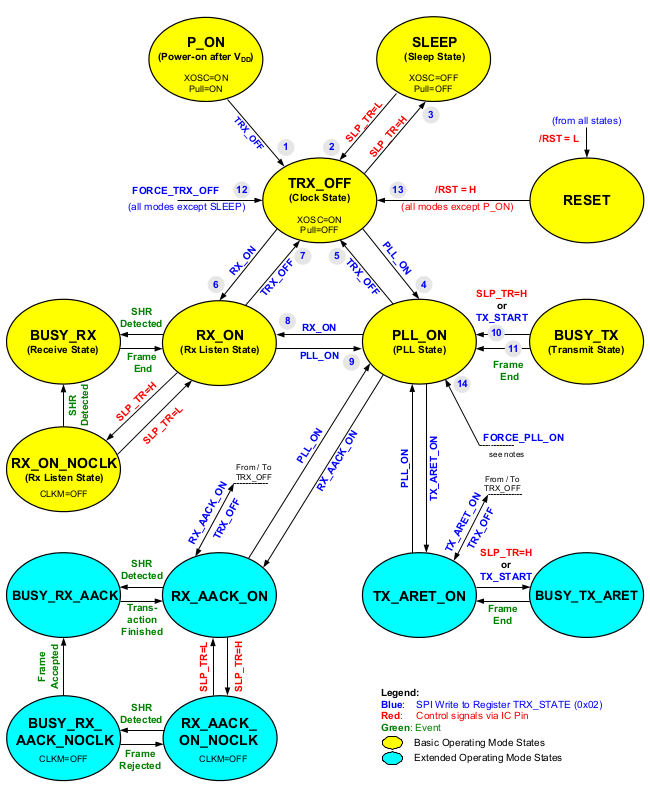 P_ON
(Power-on after VDD)
XOSC=ON
Pull=ON
SLEEP
(Sleep State)
XOSC=OFF
Pull=OFF
TRX_OFF
1
2
SLP_TR=L
SLP_TR=H
3
(from all states)
/RST = L
FORCE_TRX_OFF
12
(all modes except SLEEP)
TRX_OFF
(Clock State)
XOSC=ON
Pull=OFF
13
/RST = H
(all modes except P_ON)
RESET
6
RX_ON
TRX_OFF
7
5
TRX_OFF
PLL_ON
4
BUSY_RX
(Receive State)
SHR
Detected
Frame
End
RX_ON
(Rx Listen State)
8
RX_ON
PLL_ON
9
PLL_ON
(PLL State)
SLP_TR=H
or
TX_START
10
11
Frame
End
BUSY_TX
(Transmit State)
14
SHR
Detected
SLP_TR=H
SLP_TR=L
RX_ON_NOCLK
(Rx Listen State)
CLKM=OFF
PLL_ON
RX_AACK_ON
PLL_ON
TX_ARET_ON
FORCE_PLL_ON
see notes
From / To
TRX_OFF
RX_AACK_ON
TRX_OFF
From / To
TRX_OFF
TX_ARET_ON
TRX_OFF
BUSY_RX_AACK
SHR
Detected
Trans-
action
Finished
RX_AACK_ON
TX_ARET_ON
SLP_TR=H
or
TX_START
Frame
End
BUSY_TX_ARET
Frame
Accepted
SLP_TR=L
SLP_TR=H
BUSY_RX_
AACK_NOCLK
CLKM=OFF
SHR
Detected
Frame
Rejected
RX_AACK_
ON_NOCLK
CLKM=OFF
Legend:
Blue: SPI Write to Register TRX_STATE (0x02)
Red: Control signals via IC Pin
Green: Event
Basic Operating Mode States
Extended Operating Mode States